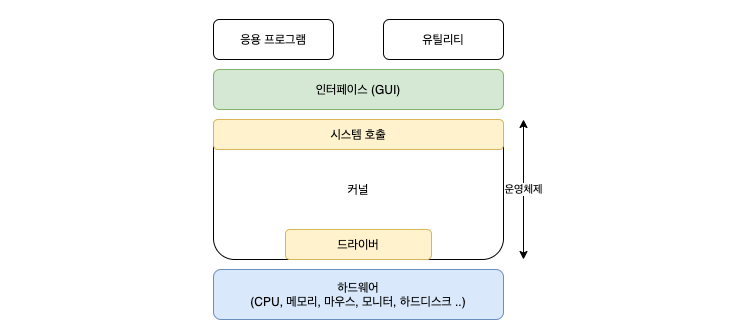 응용 프로그램
유틸리티
인터페이스 (GUI)
시스템 호출
커널
운영체제
드라이버
하드웨어
(CPU, 메모리, 마우스, 모니터, 하드디스크 ..)